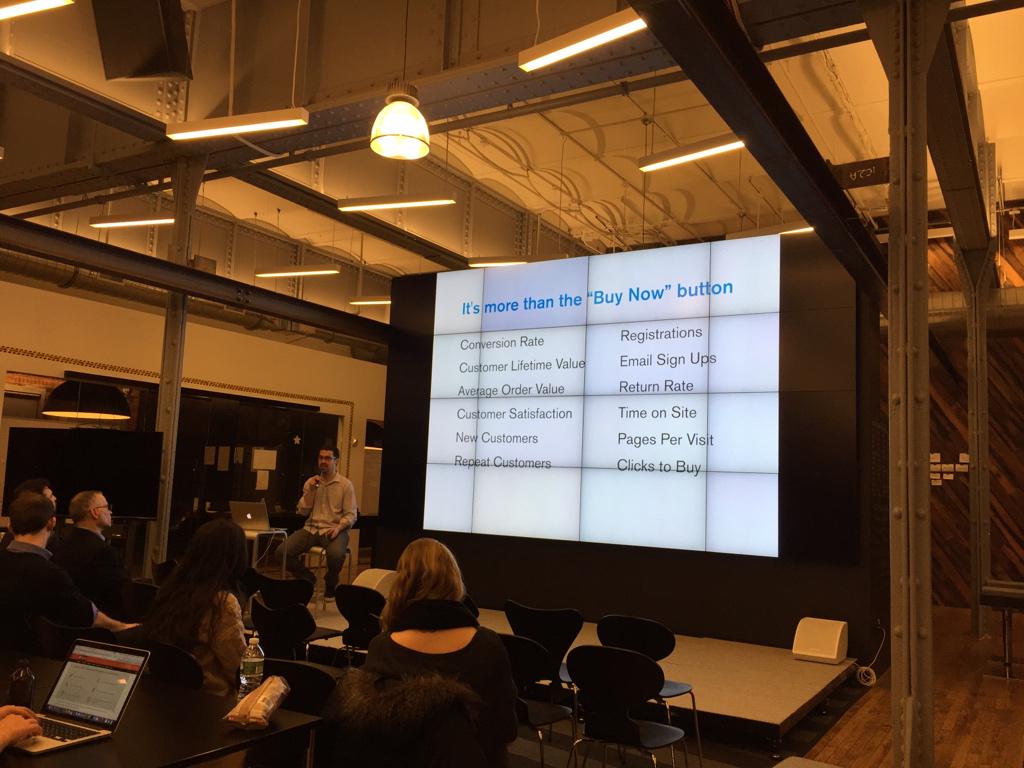 It's more than the “Buy Now” button
Conversion Rate
Customer Lifetime Value
Average Order Value
Customer Satisfaction
New Customers
Repeat Customers
Registrations
Email Sign Ups
Return Rate
Time on Site
Pages Per Visit
Clicks to Buy